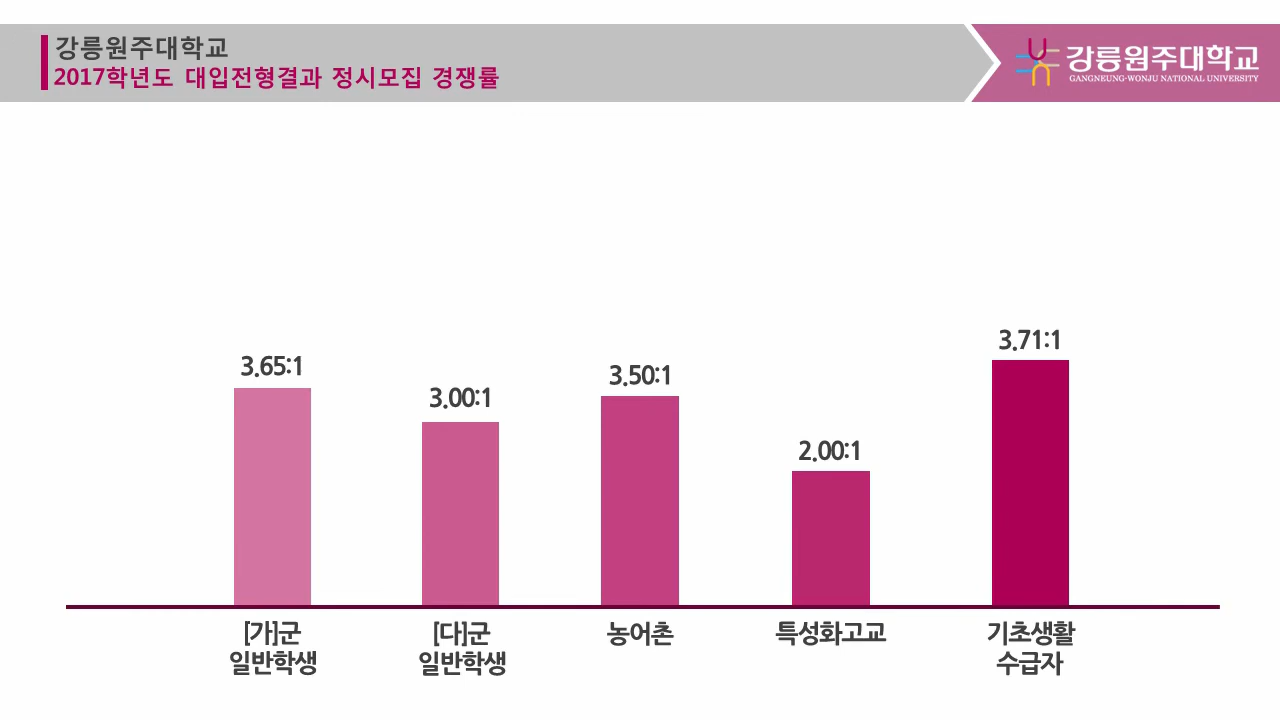 강릉원주대학교
2017학년도 대입전형결과 정시모집 경쟁률
강릉원주대학교
GANGNEUNG-WONJU NATIONAL UNIVERSITY
3.65:1
3.00:1
3.50:1
2.00:1
3.71:1
[가]군
일반학생
[다]군
일반학생
농어촌
특성화고교
기초생활
수급자